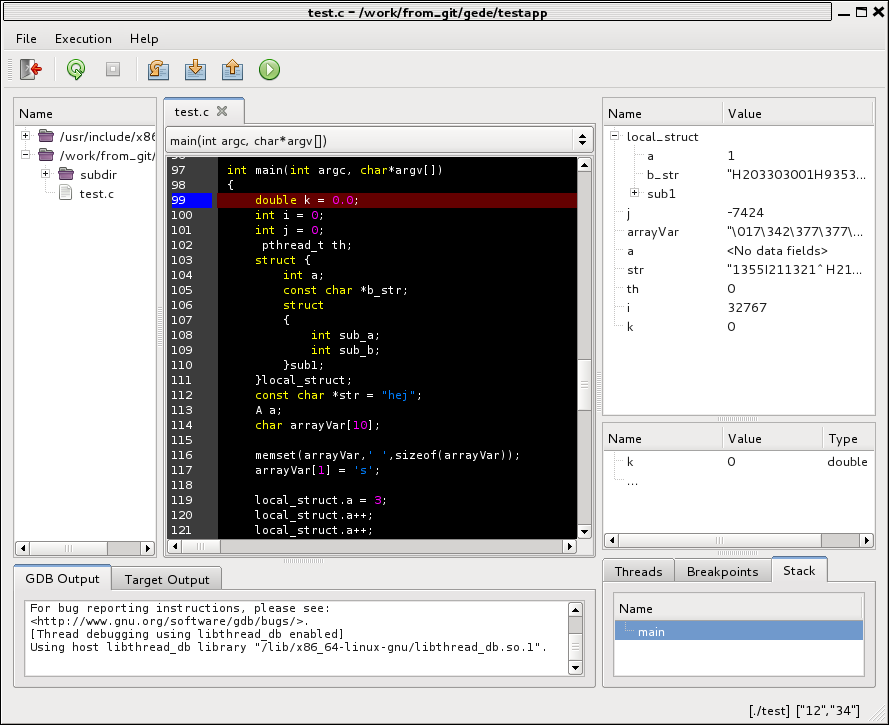 test.c - /work/from_git/gede/testapp
File Execution Help
Name
/usr/include/x86
/work/from_git/
subdir
test.c
test.c
main(int argc, char*argv[])
97 int main(int argc, char*argv[])
98 {
99 double k = 0.0;
100 int i = 0;
101 int j = 0;
102 pthread_t th;
103 struct {
104 int a;
105 const char *b_str;
106 struct
107 {
108 int sub_a;
109 int sub_b;
110 }sub1;
111 }local_struct;
112 const char *str = "hej";
113 A a;
114 char arrayVar[10];
115
116 memset(arrayVar,' ',sizeof(arrayVar));
117 arrayVar[1] = 's';
118
119 local_struct.a = 3;
120 local_struct.a++;
121 local_struct.a++;
Name Value
local_struct
a 1
b_str "H203303001H9353...
sub1
j -7424
arrayVar "\017\342\377\377\...
a <No data fields>
str "1355I211321^H21...
th 0
i 32767
k 0
Name Value Type
k 0 double
...
GDB Output Target Output
For bug reporting instructions, please see:
<http://www.gnu.org/software/gdb/bugs/>.
[Thread debugging using libthread_db enabled]
Using host libthread_db library "/lib/x86_64-linux-gnu/libthread_db.so.1".
Threads Breakpoints Stack
Name
main
[./test] ["12","34"]